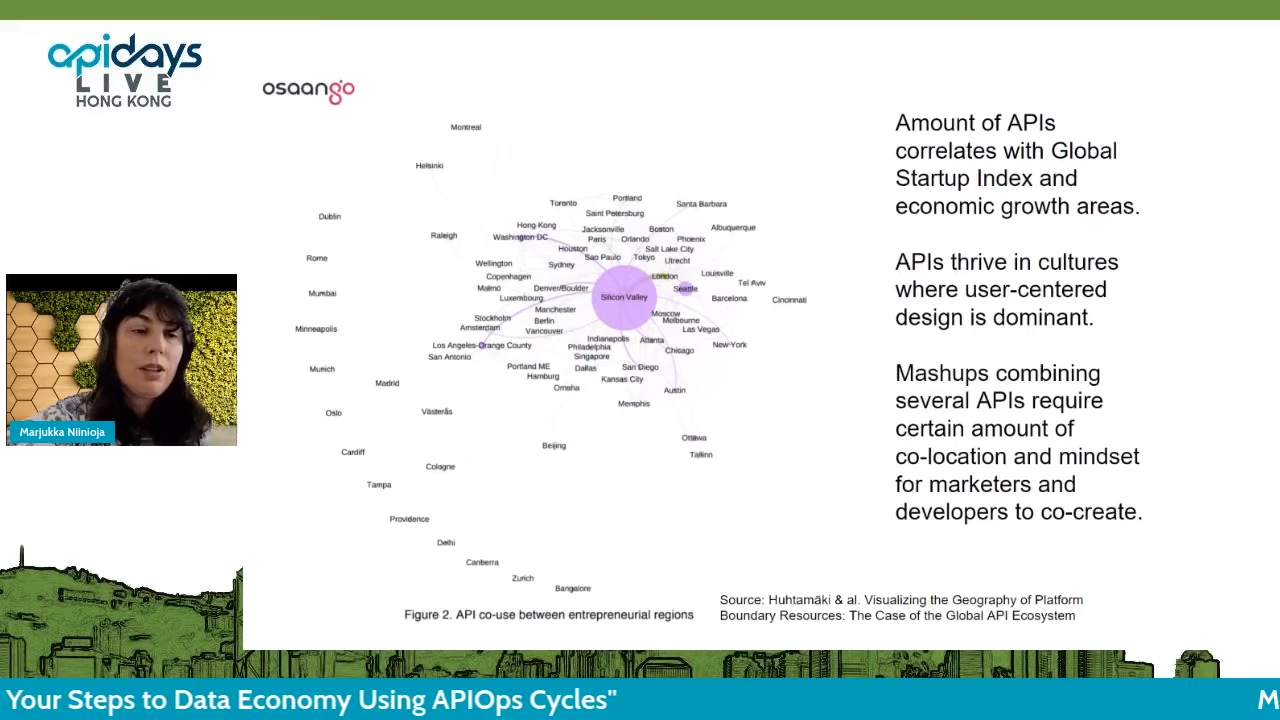 apidays
LIVE
HONG KONG
osaango
Montreal
Helsinki
Dublin
Raleigh
Rome
Mumbai
Minneapolis
Munich
Madrid
Oslo
Västerås
Cardiff
Cologne
Tampa
Providence
Delhi
Canberra
Zurich
Bangalore
Beijing
Toronto
Portland
Saint Petersburg
Santa Barbara
Hong Kong
Washington DC
Jacksonville
Boston
Albuquerque
Paris
Orlando
Phoenix
Houston
Salt Lake City
Wellington
Sydney
Sao Paulo
Tokyo
Utrecht
Copenhagen
London
Louisville
Malmö
Denver/Boulder
Seattle
Tel Aviv
Luxembourg
Silicon Valley
Barcelona
Cincinnati
Manchester
Moscow
Stockholm
Berlin
Melbourne
Amsterdam
Vancouver
Las Vegas
Los Angeles-Orange County
Indianapolis
Atlanta
New York
San Antonio
Philadelphia
Chicago
Singapore
Portland ME
Dallas
San Diego
Hamburg
Kansas City
Omaha
Austin
Memphis
Ottawa
Tallinn
Figure 2. API co-use between entrepreneurial regions
Amount of APIs
correlates with Global
Startup Index and
economic growth areas.
APIs thrive in cultures
where user-centered
design is dominant.
Mashups combining
several APIs require
certain amount of
co-location and mindset
for marketers and
developers to co-create.
Source: Huhtamäki & al. Visualizing the Geography of Platform
Boundary Resources: The Case of the Global API Ecosystem
Marjukka Niinioja
Your Steps to Data Economy Using APIOps Cycles"
M